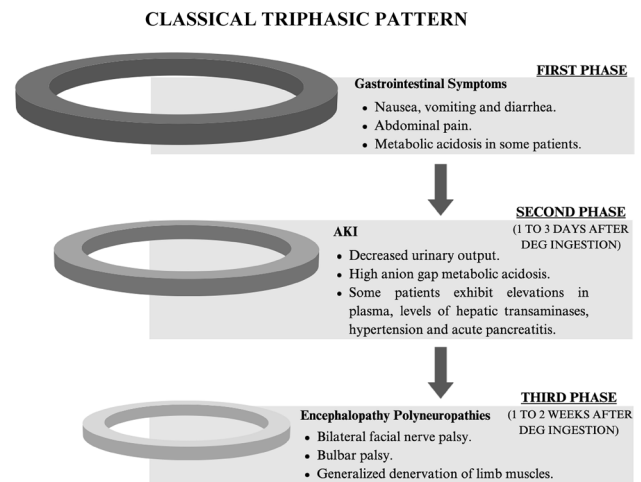 CLASSICAL TRIPHASIC PATTERN
FIRST PHASE
Gastrointestinal Symptoms
• Nausea, vomiting and diarrhea.
• Abdominal pain.
• Metabolic acidosis in some patients.
SECOND PHASE
(1 TO 3 DAYS AFTER
DEG INGESTION)
AKI
• Decreased urinary output.
• High anion gap metabolic acidosis.
• Some patients exhibit elevations in
plasma, levels of hepatic transaminases,
hypertension and acute pancreatitis.
THIRD PHASE
(1 TO 2 WEEKS AFTER
DEG INGESTION)
Encephalopathy Polyneuropathies
• Bilateral facial nerve palsy.
• Bulbar palsy.
• Generalized denervation of limb muscles.